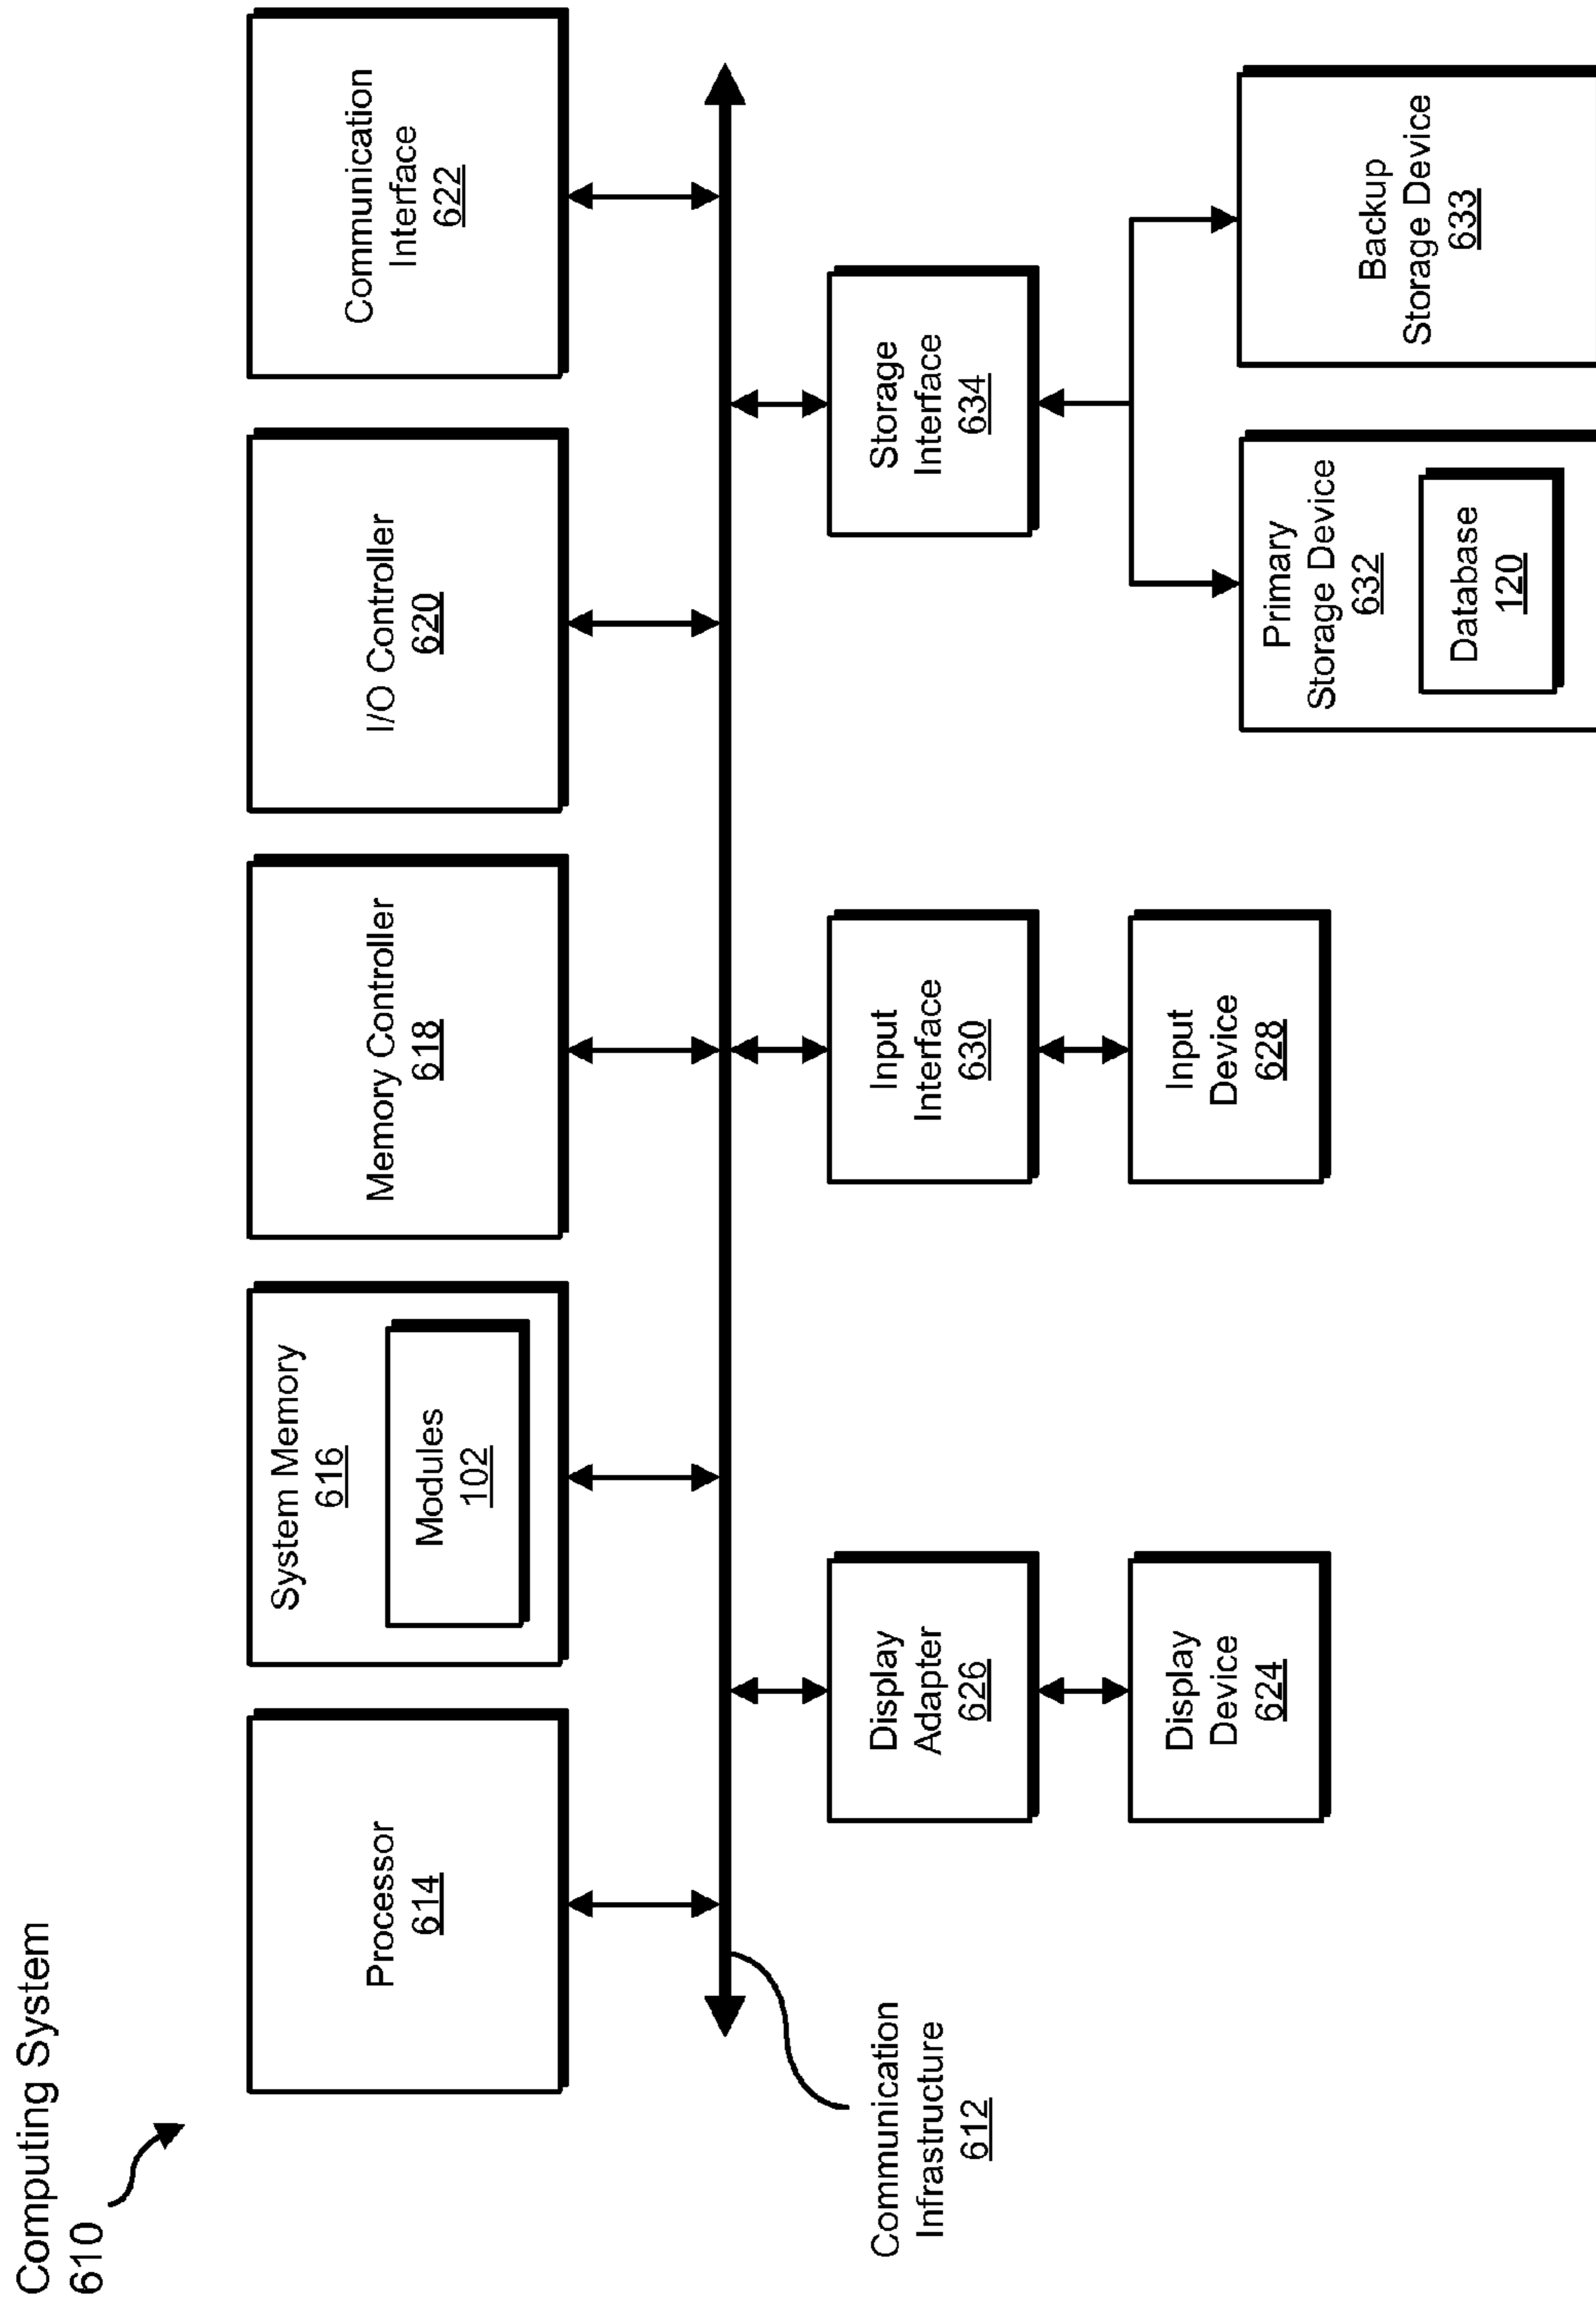 Computing System
610
Processor
614
System Memory
616
Modules
102
Memory Controller
618
I/O Controller
620
Communication
Interface
622
Communication
Infrastructure
612
Display
Adapter
626
Input
Interface
630
Storage
Interface
634
Display
Device
624
Input
Device
628
Primary
Storage Device
632
Database
120
Backup
Storage Device
633